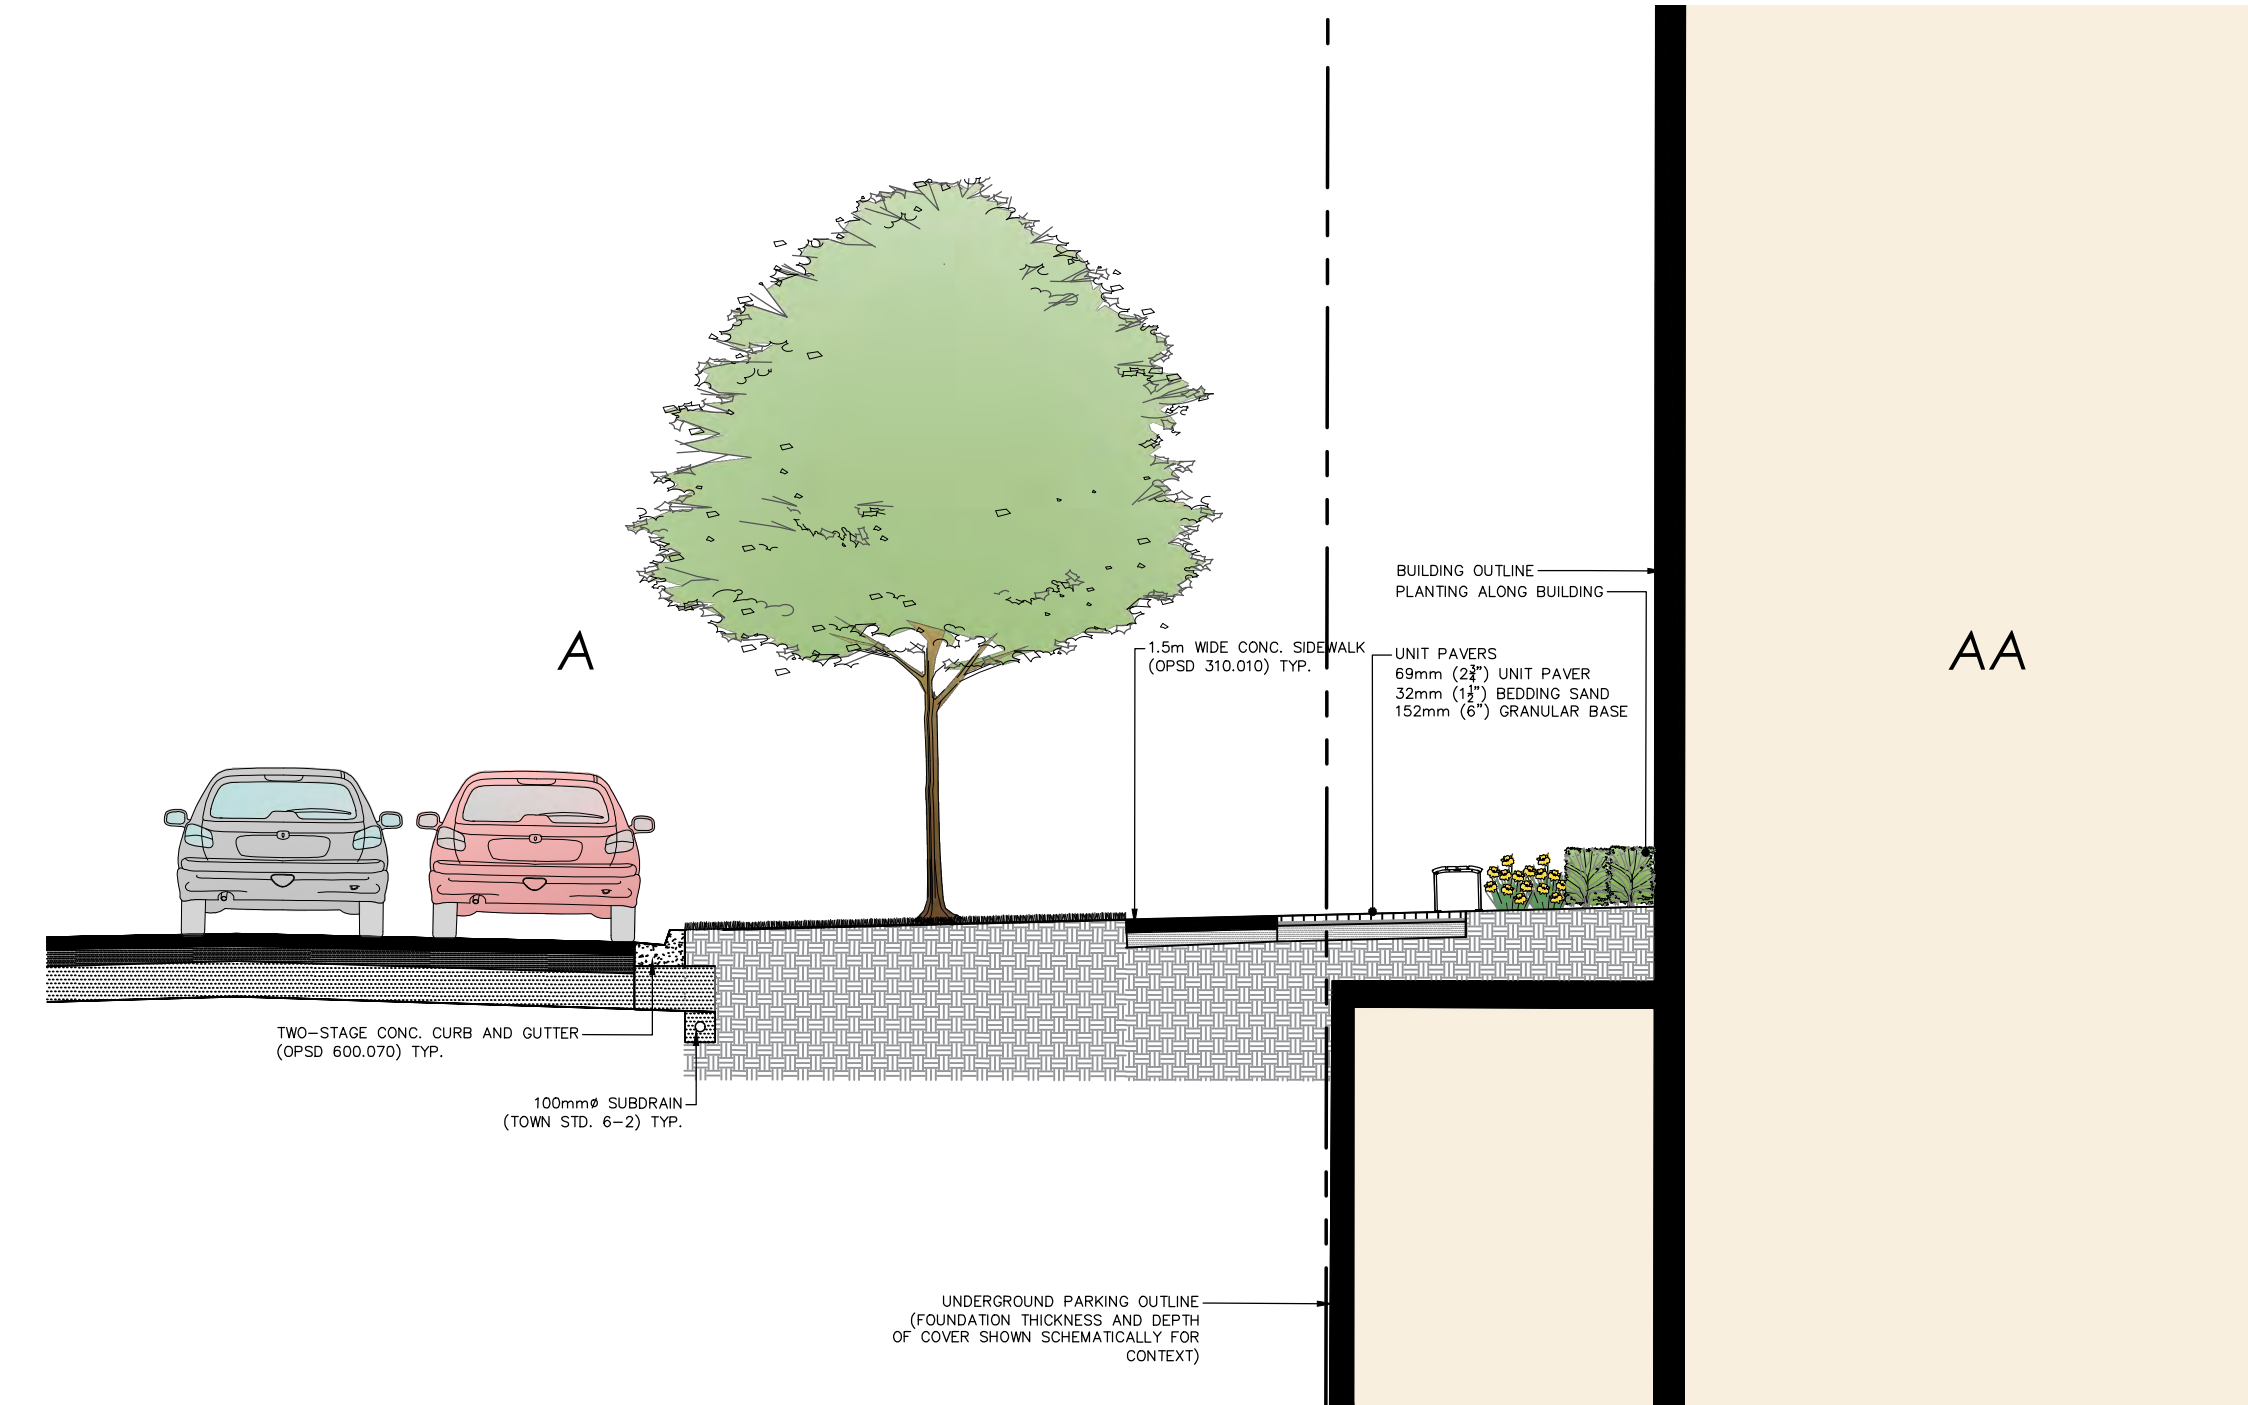 BUILDING OUTLINE
PLANTING ALONG BUILDING
A
1.5m WIDE CONC. SIDEWALK
(OPSD 310.010) TYP.
UNIT PAVERS
69mm (2¾") UNIT PAVER
32mm (1½") BEDDING SAND
152mm (6") GRANULAR BASE
AA
TWO-STAGE CONC. CURB AND GUTTER
(OPSD 600.070) TYP.
100mmø SUBDRAIN
(TOWN STD. 6-2) TYP.
UNDERGROUND PARKING OUTLINE
(FOUNDATION THICKNESS AND DEPTH
OF COVER SHOWN SCHEMATICALLY FOR
CONTEXT)